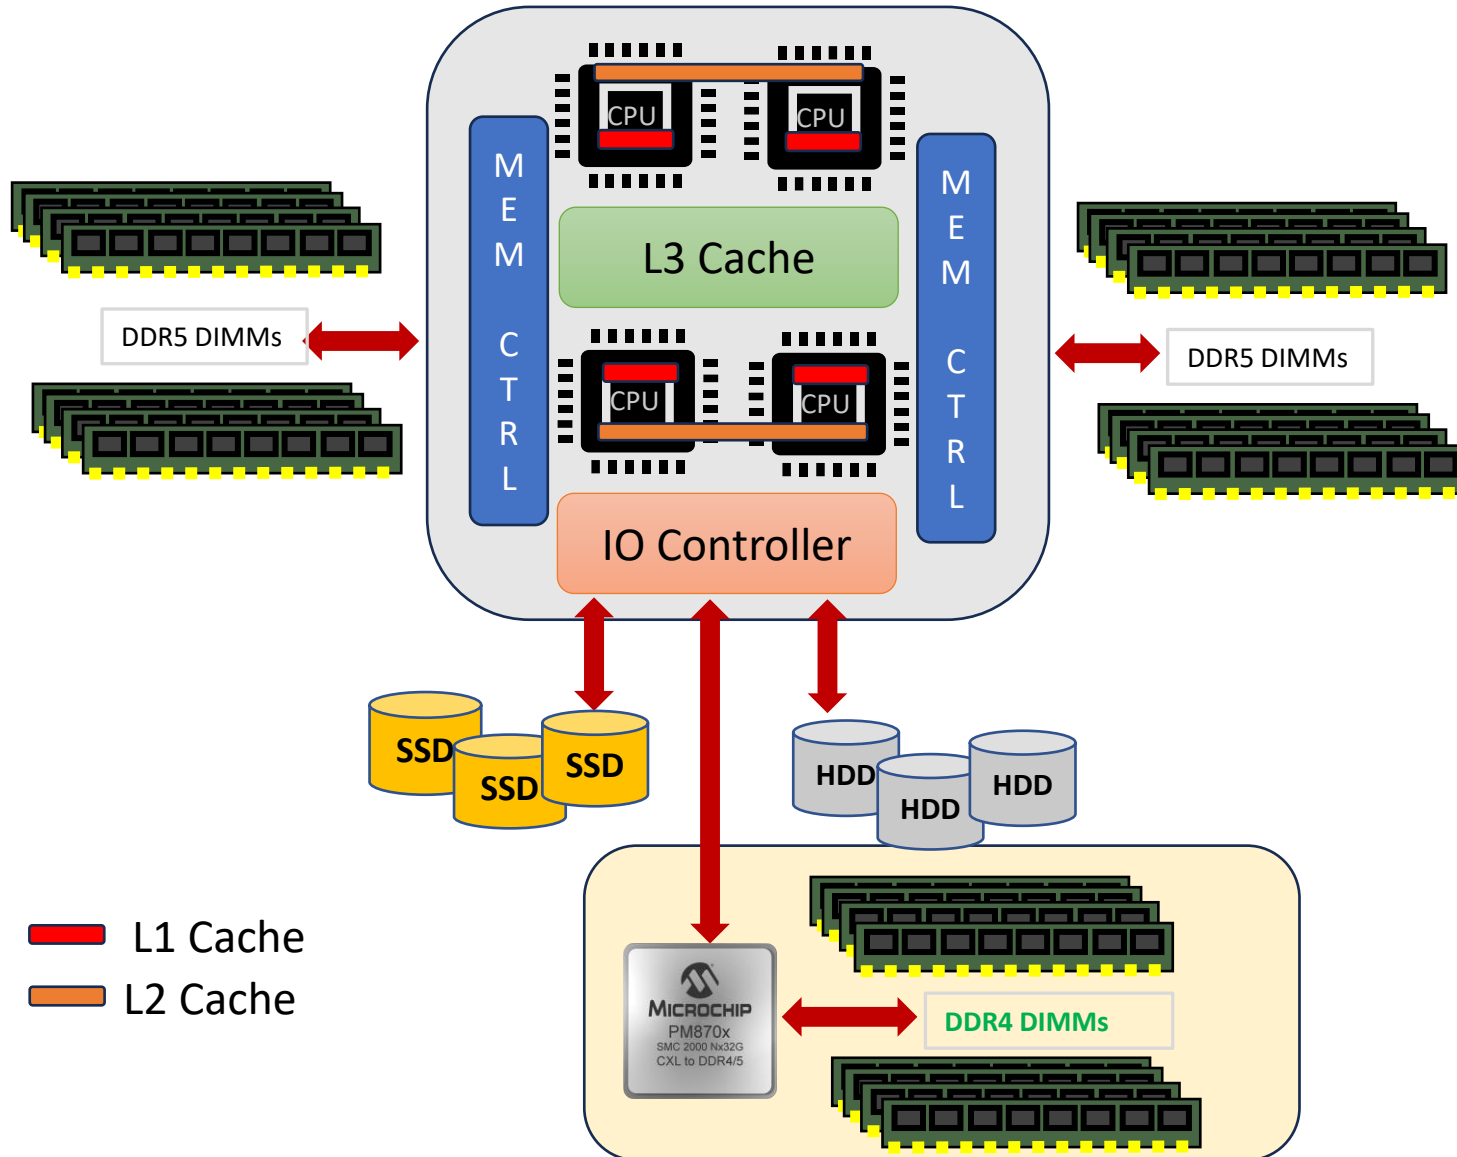 CPU
CPU
MEM CTRL
MEM CTRL
L3 Cache
DDR5 DIMMs
DDR5 DIMMs
CPU
CPU
IO Controller
SSD
SSD
SSD
HDD
HDD
HDD
L1 Cache
L2 Cache
MICROCHIP
PM870x
SMC 2000 Nx32G
CXL to DDR4/5
DDR4 DIMMs